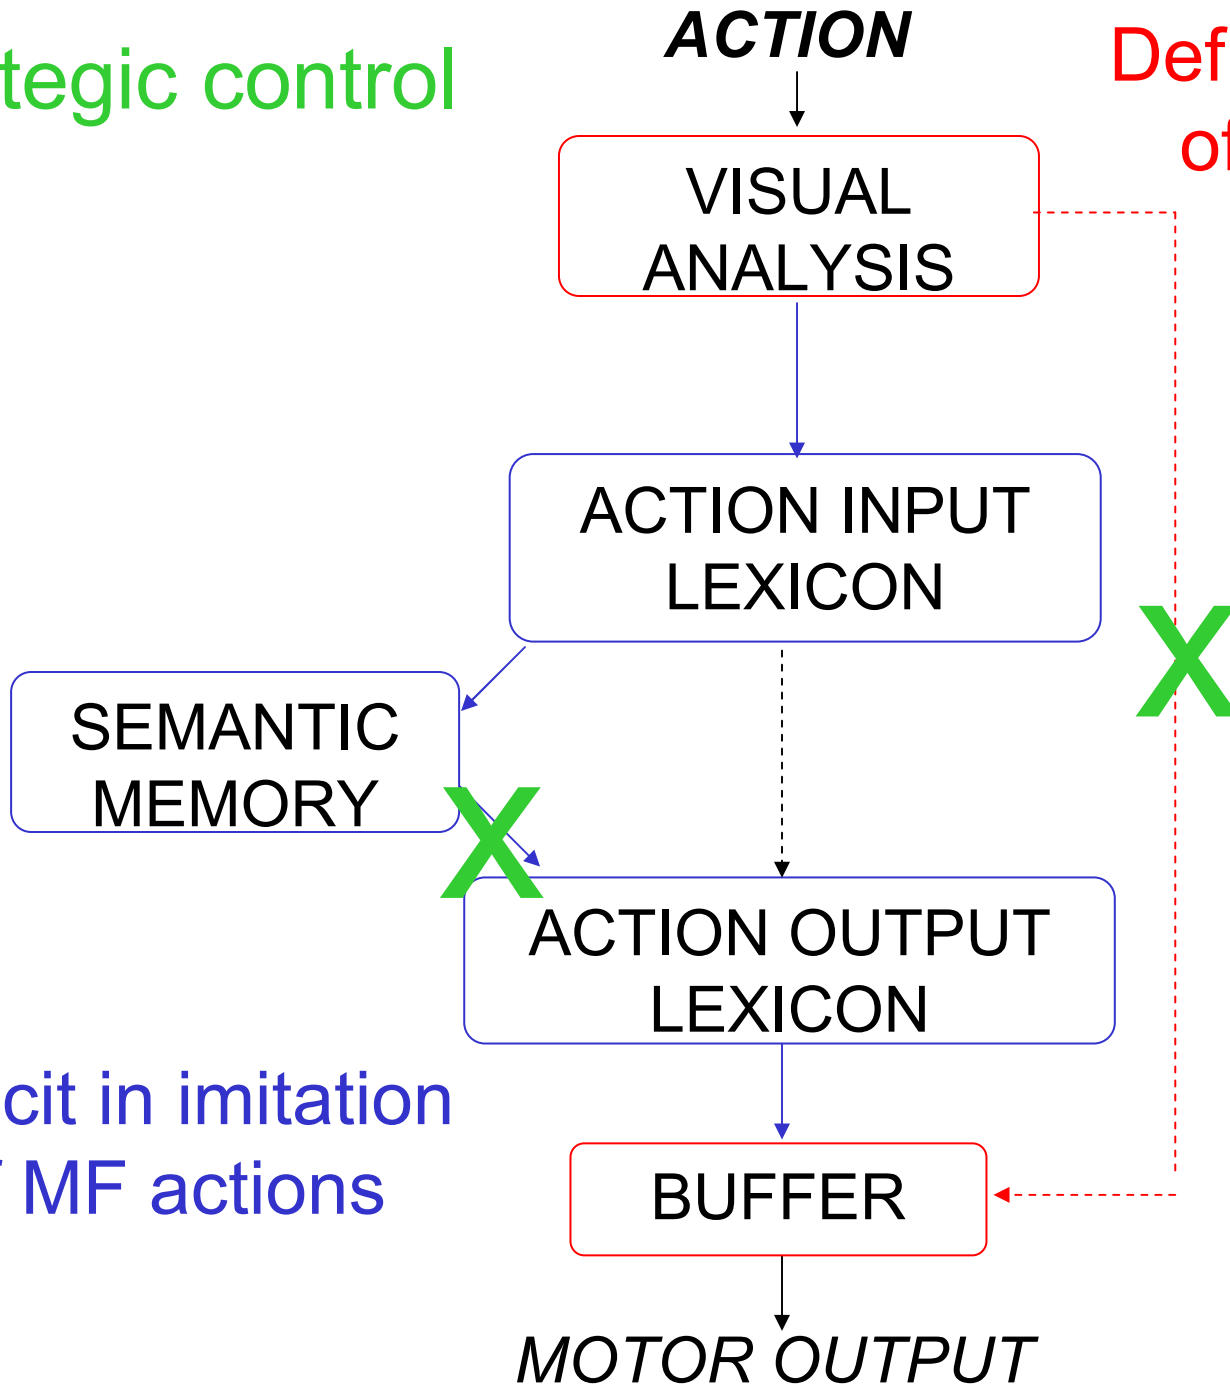 ACTION
tegic control
Def
of
VISUAL
ANALYSIS
ACTION INPUT
LEXICON
X
SEMANTIC
MEMORY
X
ACTION OUTPUT
LEXICON
cit in imitation
MF actions
BUFFER
MOTOR OUTPUT